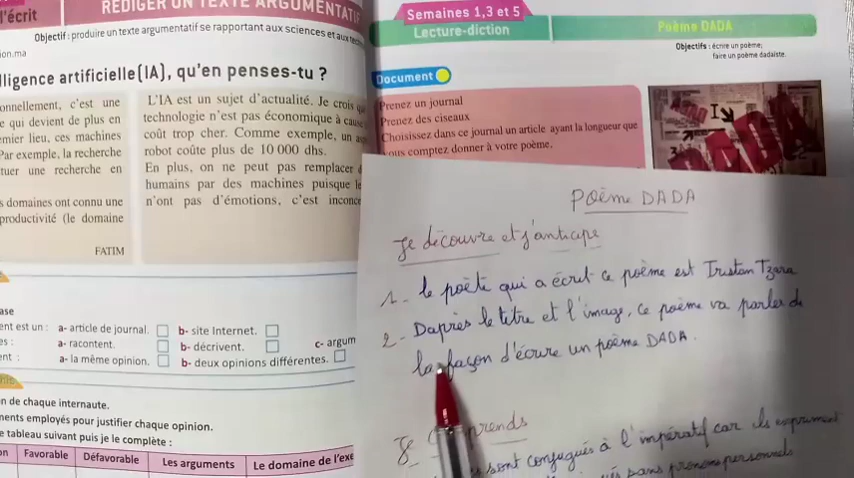 l'écrit
RÉDIGER UN TEXTE ARGUMENTATI
Objectif : produire un texte argumentatif se rapportant aux sciences et aux
ion.ma
lligence artificielle (IA), qu'en penses-tu ?
onnellement, c'est une
e qui devient de plus en
emier lieu, ces machines
Par exemple, la recherche
tuer une recherche en
s domaines ont connu une
productivité (le domaine
FATIM
L'IA est un sujet d'actualité. Je crois
technologie n'est pas économique à
coût trop cher. Comme exemple, un
robot coûte plus de 10 000 dhs.
En plus, on ne peut pas remplacer
humains par des machines puisque
n'ont pas d'émotions, c'est
ase
ent est un : a- article de journal. b- site Internet.
es : a- racontent. b- décrivent. c- argum
ent : a- la même opinion. b- deux opinions différentes.
n de chaque internaute.
ments employés pour justifier chaque opinion.
e tableau suivant puis je le complète :
on Favorable Défavorable Les arguments Le domaine de l'exe
Semaines 1,3 et 5
Lecture-diction
Poème DADA
Objectifs : écrire un poème;
faire un poème dadaïste.
Document
Prenez un journal
Prenez des ciseaux
Choisissez dans ce journal un article ayant la longueur que
vous comptez donner à votre poème.
Poème DADA
Je découvre et j'anticipe
1- le poète qui a écrit ce poème est Tristan Tzara
2- Daprès le titre et l'image, ce poème va parler de
la façon d'écrire un poème DADA.
Je
sont conjugués à l'impératif car ils expriment
sans pronoms personnels